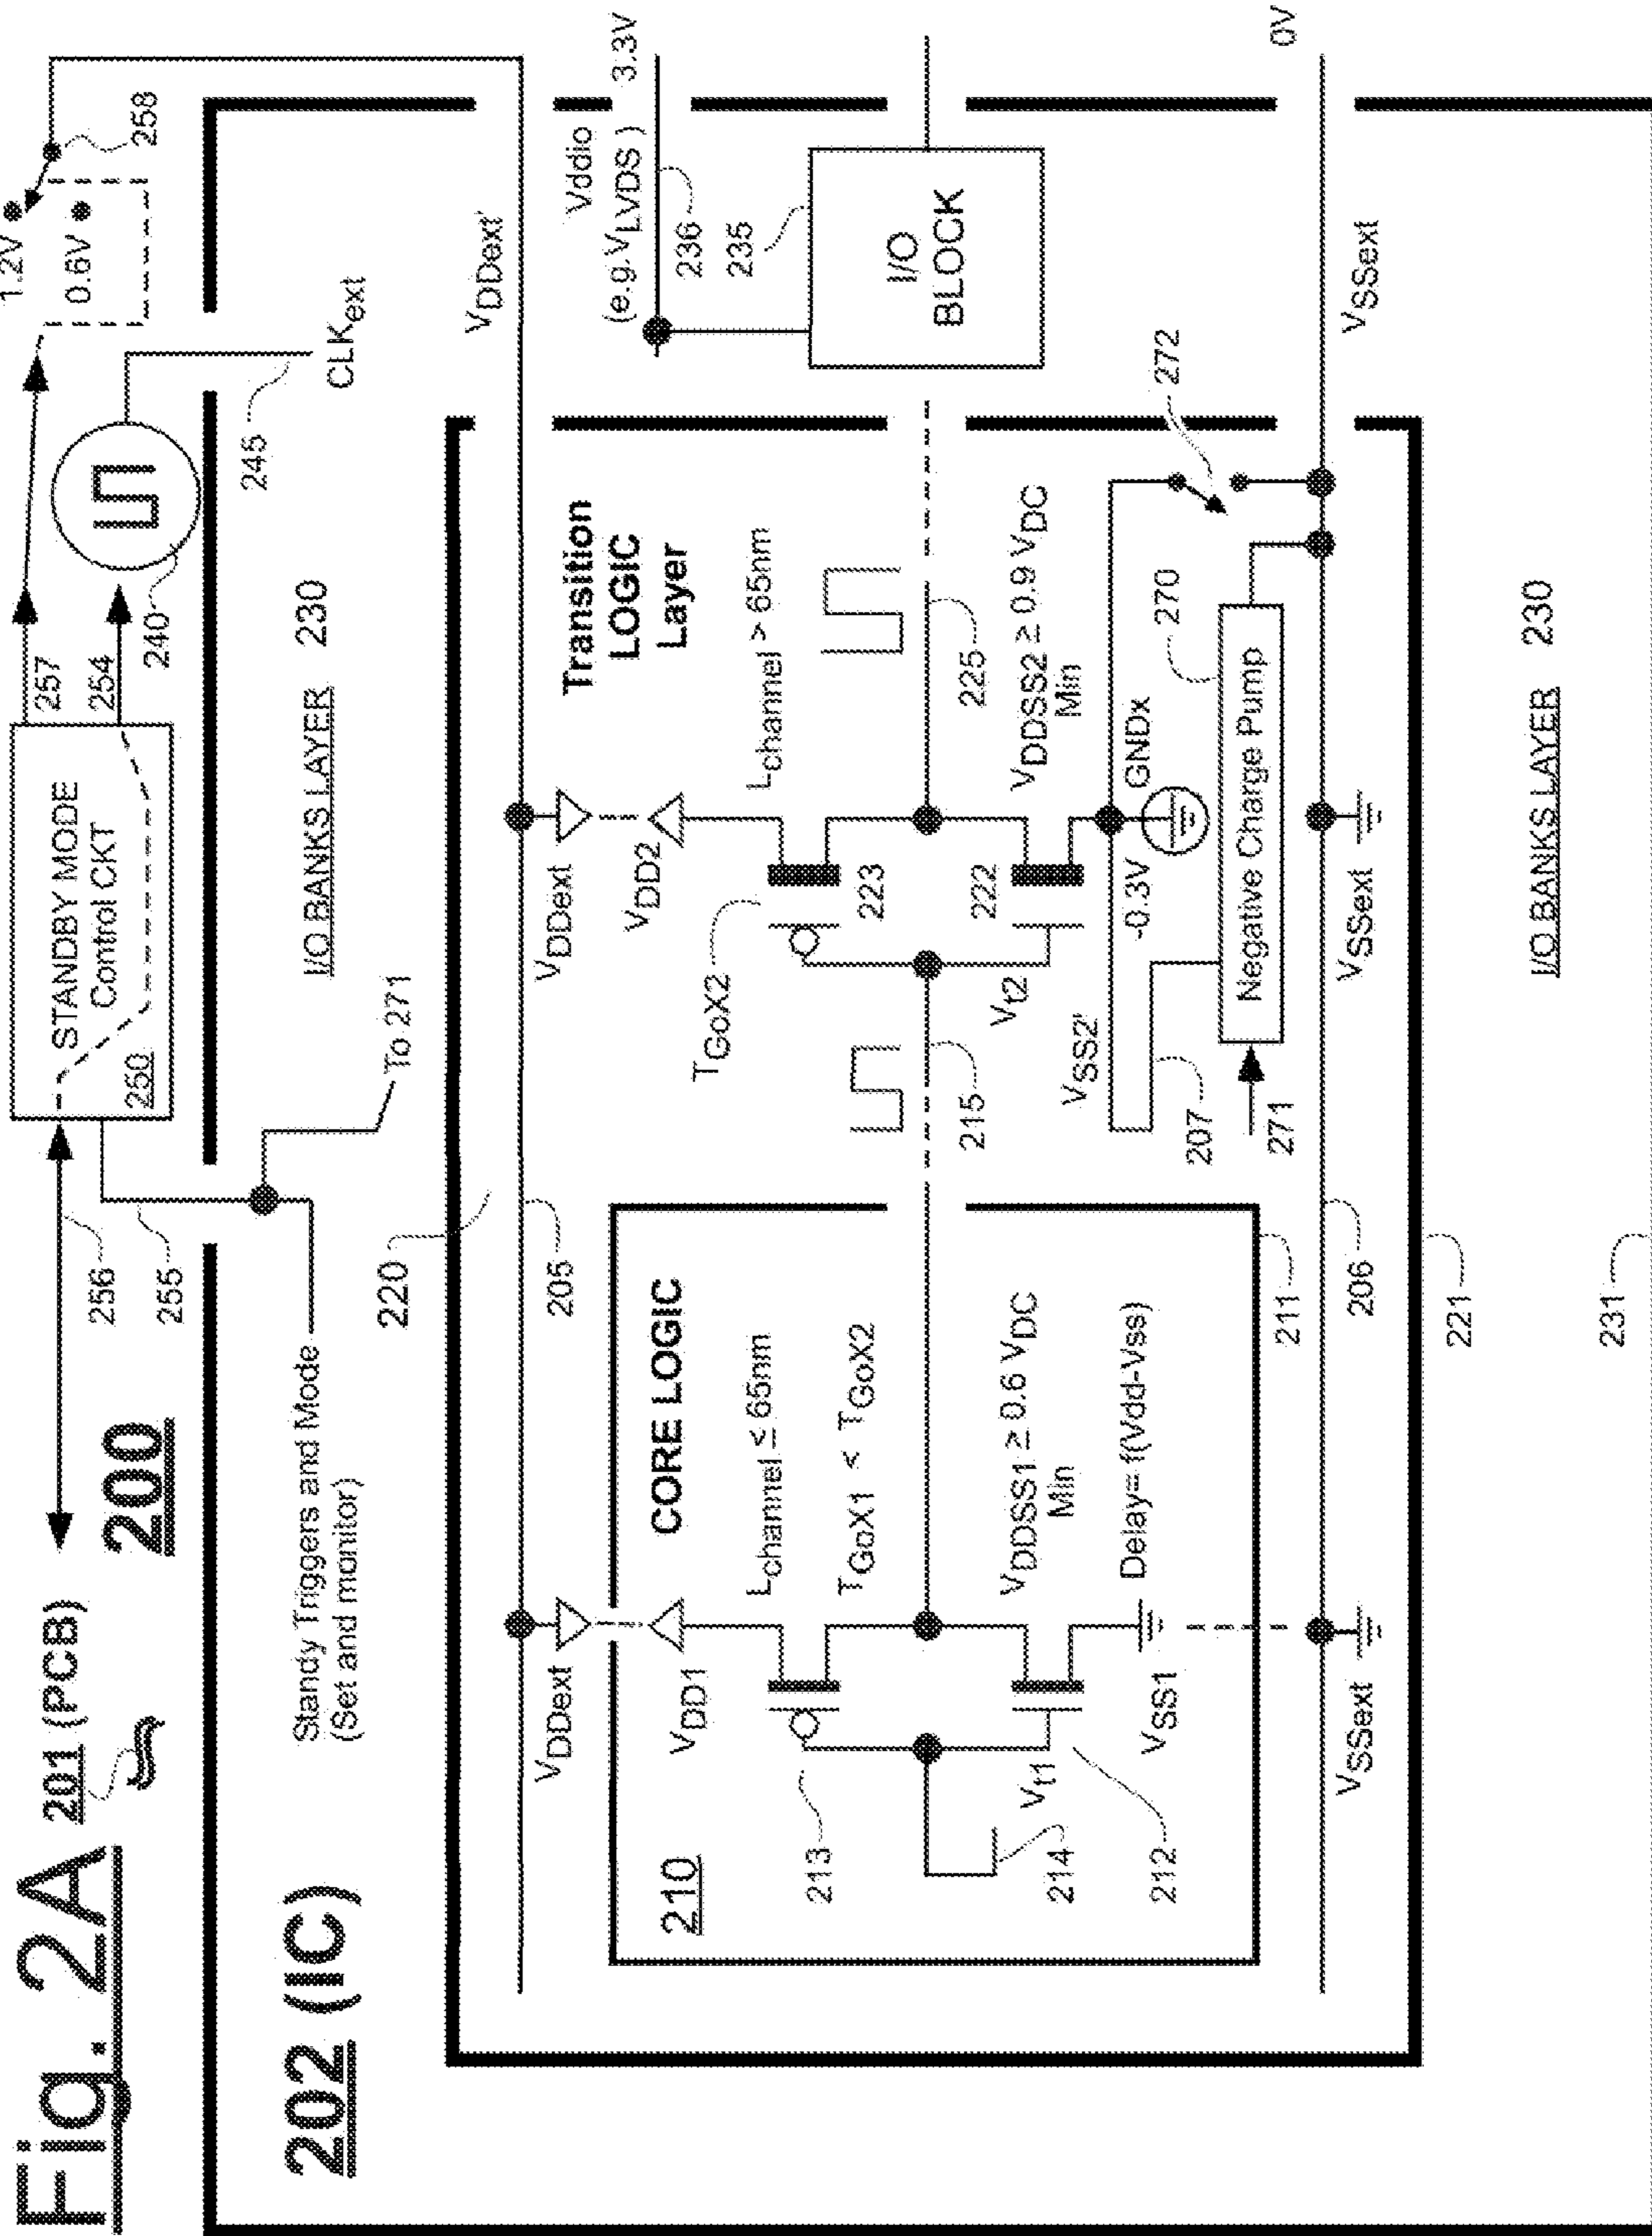 Fig. 2A
201 (PCB)
200
256
255
STANDBY MODE
Control CKT
250
257
254
240
1.2V
0.6V
258
245
CLKext
202 (IC)
Standy Triggers and Mode
(Set and monitor)
To 271
I/O BANKS LAYER 230
220
205
VDDext
VDDext
VDDext'
210
CORE LOGIC
VDD1
Lchannel ≤ 65nm
TGOX1 < TGOX2
213
VDDSS1 ≥ 0.6 VDC
Min
Delay= f(Vdd-Vss)
Vt1
214
212
VSS1
211
VSSext
206
Transition
LOGIC
Layer
VDD2
Lchannel > 65nm
TGOX2
223
215
225
222
Vt2
VDDSS2 ≥ 0.9 VDC
Min
VSS2'
-0.3V
GNDx
207
271
Negative Charge Pump
270
272
VSSext
VSSext
0V
Vddio
(e.g.VLVDS )
3.3V
236
235
I/O
BLOCK
221
231
I/O BANKS LAYER 230